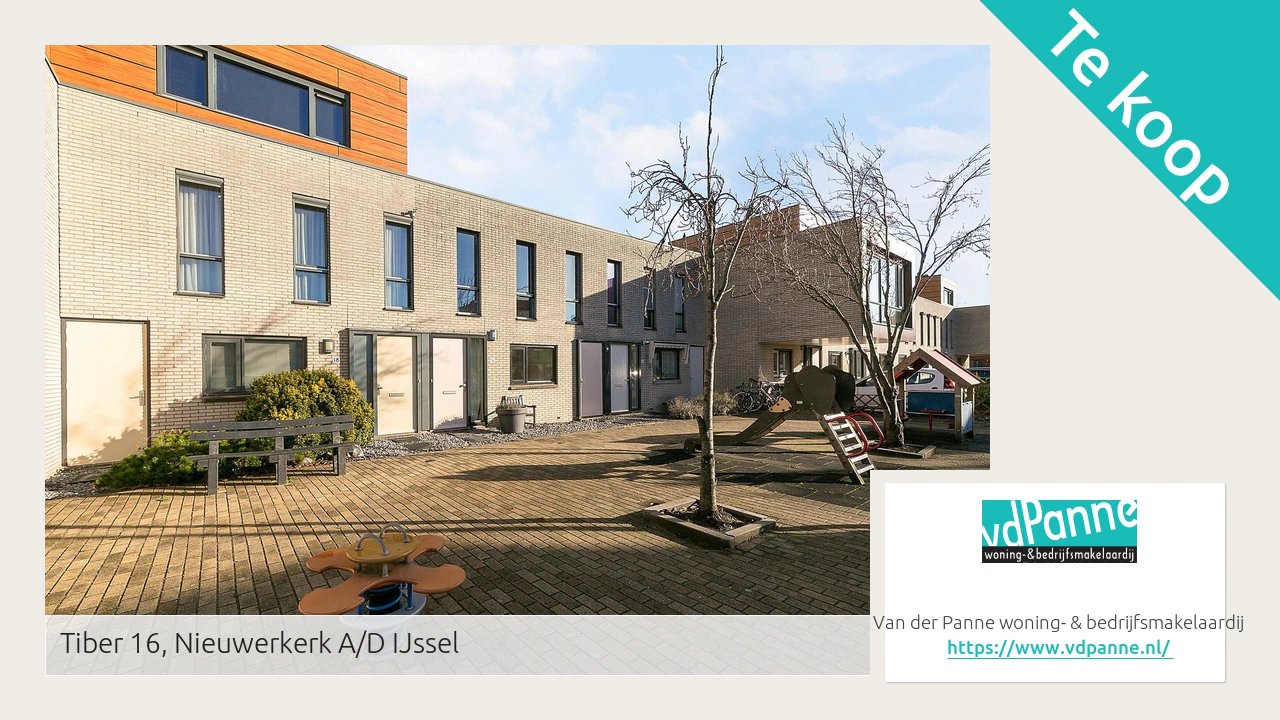 Te koop
vdPanne
woning-&bedrijfsmakelaardij
Van der Panne woning- & bedrijfsmakelaardij
https://www.vdpanne.nl/
Tiber 16, Nieuwerkerk A/D IJssel